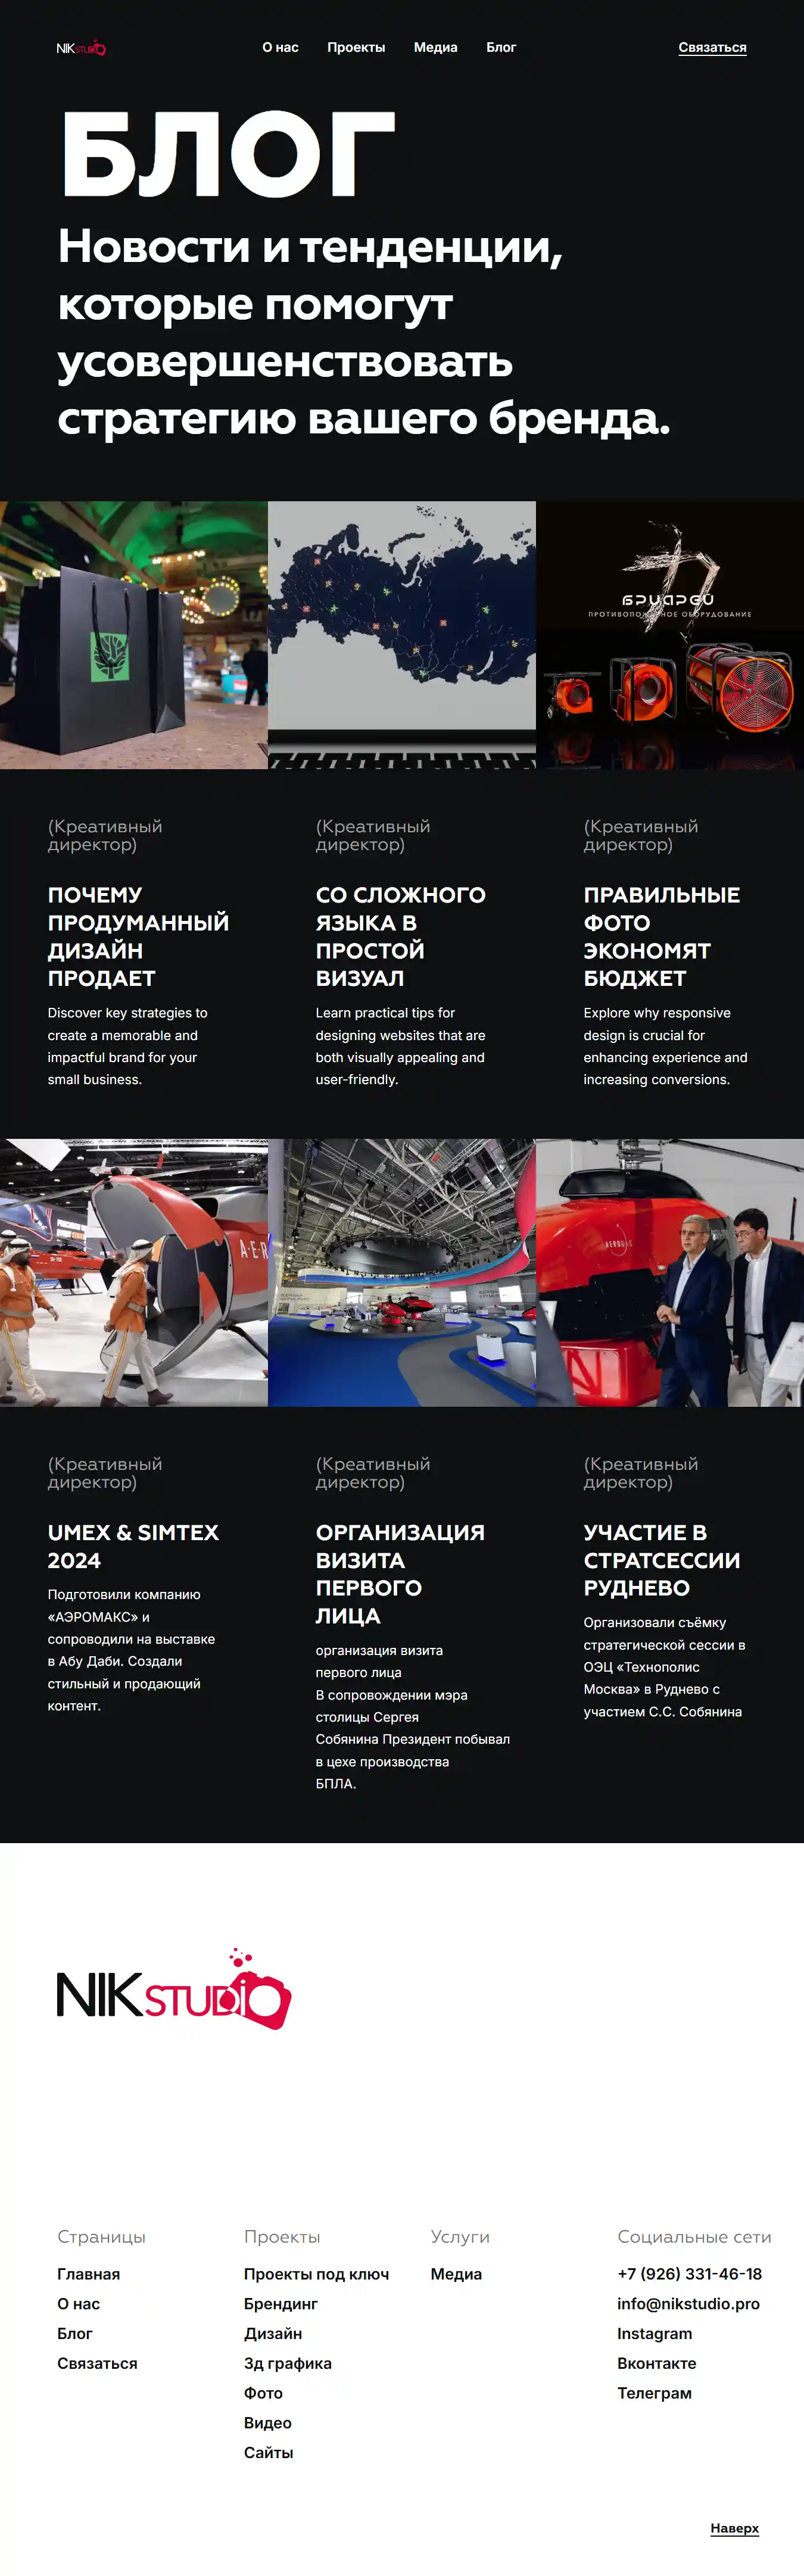 NIK STUDIO
О нас Проекты Медиа Блог Связаться
БЛОГ
Новости и тенденции,
которые помогут
усовершенствовать
стратегию вашего бренда.
БРИАРЕЙ
ПРОТИВОПОЖАРНОЕ ОБОРУДОВАНИЕ
(Креативный
директор)
ПОЧЕМУ
ПРОДУМАННЫЙ
ДИЗАЙН
ПРОДАЕТ
Discover key strategies to
create a memorable and
impactful brand for your
small business.
(Креативный
директор)
СО СЛОЖНОГО
ЯЗЫКА В
ПРОСТОЙ
ВИЗУАЛ
Learn practical tips for
designing websites that are
both visually appealing and
user-friendly.
(Креативный
директор)
ПРАВИЛЬНЫЕ
ФОТО
ЭКОНОМЯТ
БЮДЖЕТ
Explore why responsive
design is crucial for
enhancing experience and
increasing conversions.
(Креативный
директор)
UMEX & SIMTEX
2024
Подготовили компанию
«АЭРОМАКС» и
сопроводили на выставке
в Абу Даби. Создали
стильный и продающий
контент.
(Креативный
директор)
ОРГАНИЗАЦИЯ
ВИЗИТА
ПЕРВОГО
ЛИЦА
организация визита
первого лица
В сопровождении мэра
столицы Сергея
Собянина Президент побывал
в цехе производства
БПЛА.
(Креативный
директор)
УЧАСТИЕ В
СТРАТСЕССИИ
РУДНЕВО
Организовали съёмку
стратегической сессии в
ОЭЦ «Технополис
Москва» в Руднево с
участием С.С. Собянина
NIK STUDIO
Страницы
Главная
О нас
Блог
Связаться
Проекты
Проекты под ключ
Брендинг
Дизайн
3д графика
Фото
Видео
Сайты
Услуги
Медиа
Социальные сети
+7 (926) 331-46-18
info@nikstudio.pro
Instagram
Вконтакте
Телеграм
Наверх